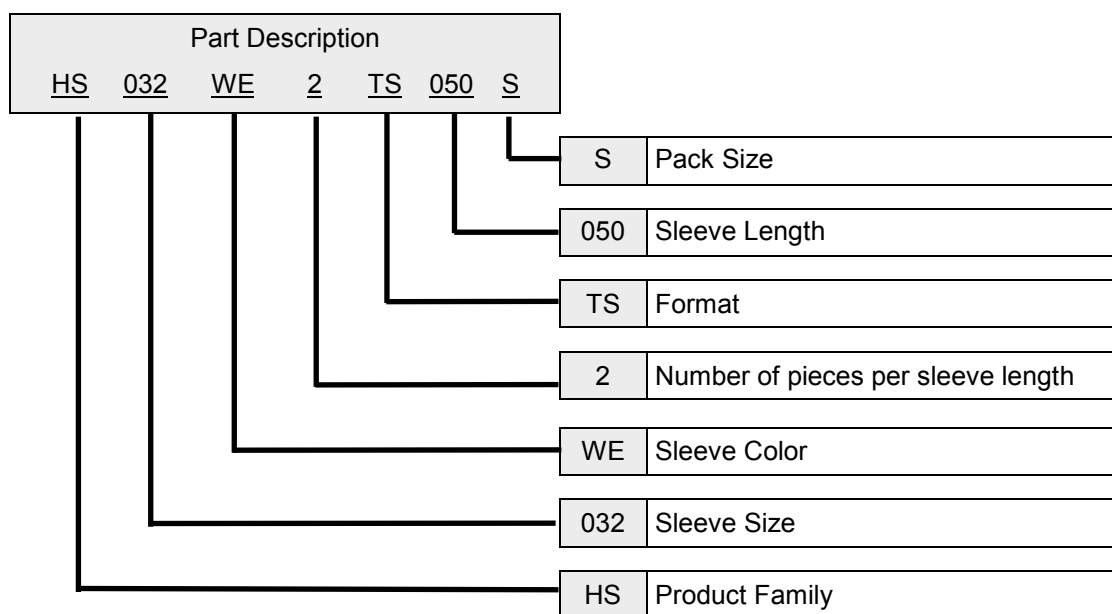 Part Description
HS 032 WE 2 TS 050 S
S Pack Size
050 Sleeve Length
TS Format
2 Number of pieces per sleeve length
WE Sleeve Color
032 Sleeve Size
HS Product Family